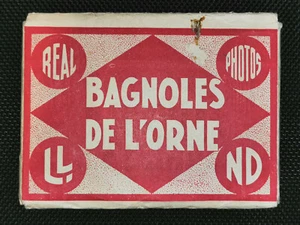 REAL PHOTOS
BAGNOLES
DE L'ORNE
LL. ND